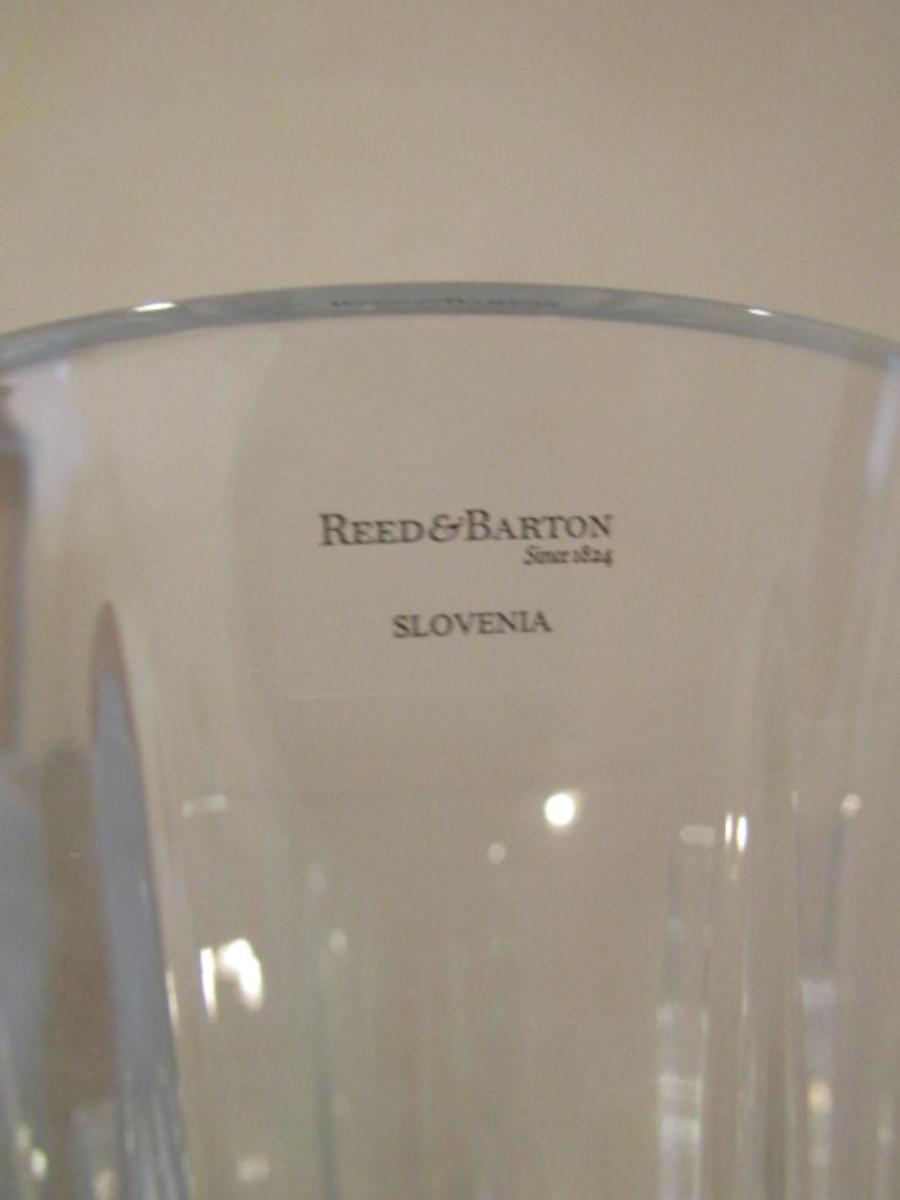 REED & BARTON
Since 1824
SLOVENIA